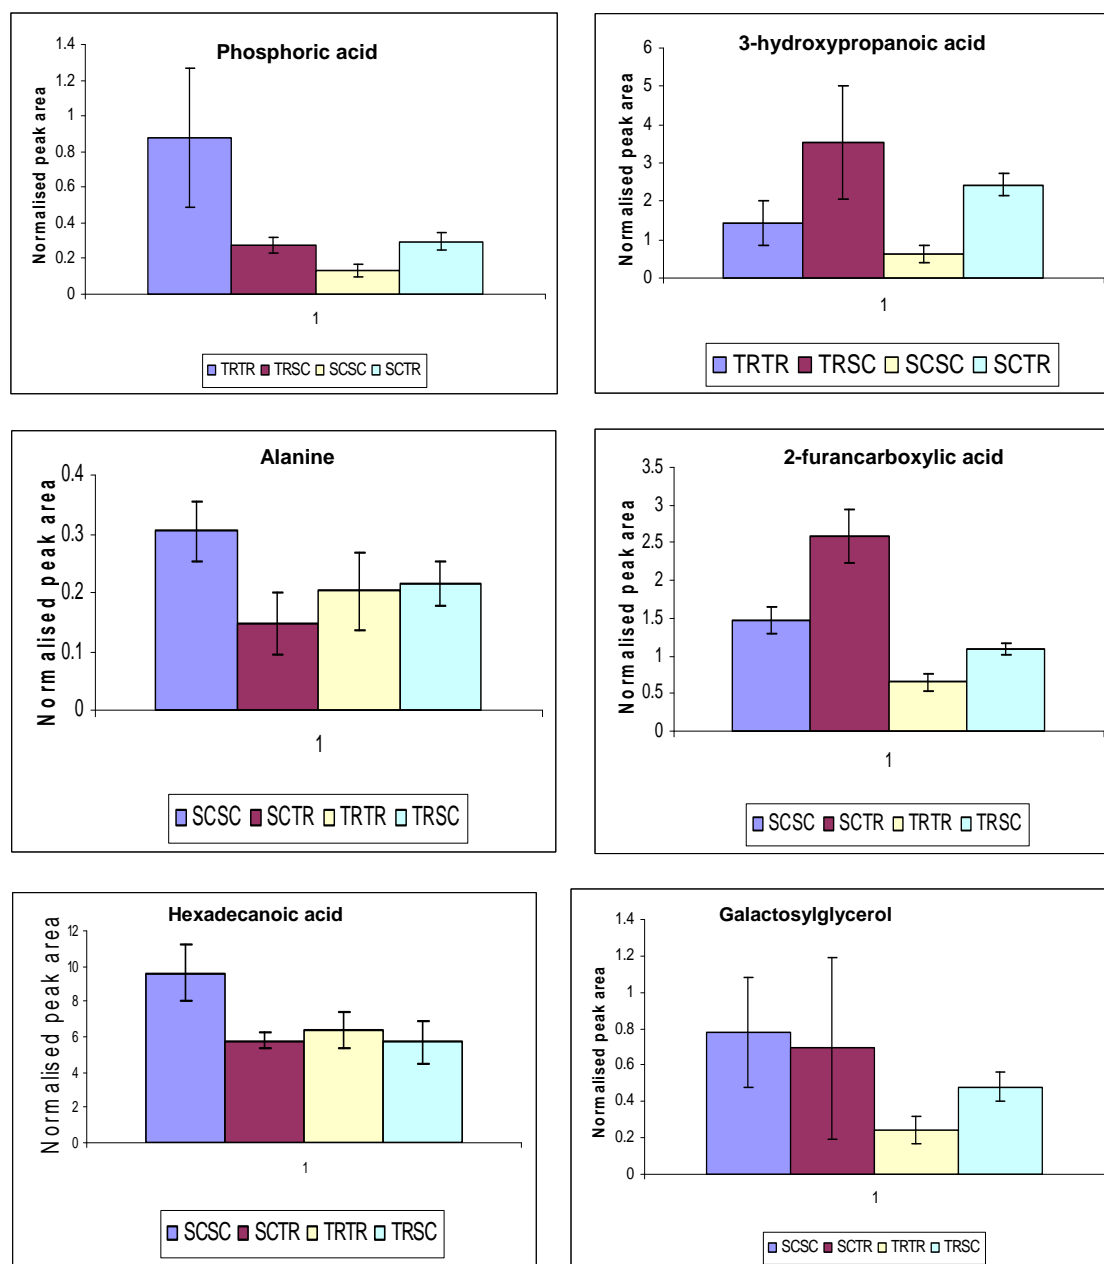 Phosphoric acid
Normalised peak area
1.4
1.2
1
0.8
0.6
0.4
0.2
0
1
TRTR TRSC SCSC SCTR
3-hydroxypropanoic acid
Normalised peak area
6
5
4
3
2
1
0
1
TRTR TRSC SCSC SCTR
Alanine
Normalised peak area
0.4
0.3
0.2
0.1
0
1
SCSC SCTR TRTR TRSC
2-furancarboxylic acid
Normalised peak area
3.5
3
2.5
2
1.5
1
0.5
0
1
SCSC SCTR TRTR TRSC
Hexadecanoic acid
Normalised peak area
12
10
8
6
4
2
0
1
SCSC SCTR TRTR TRSC
Galactosylglycerol
Normalised peak area
1.4
1.2
1
0.8
0.6
0.4
0.2
0
1
SCSC SCTR TRTR TRSC